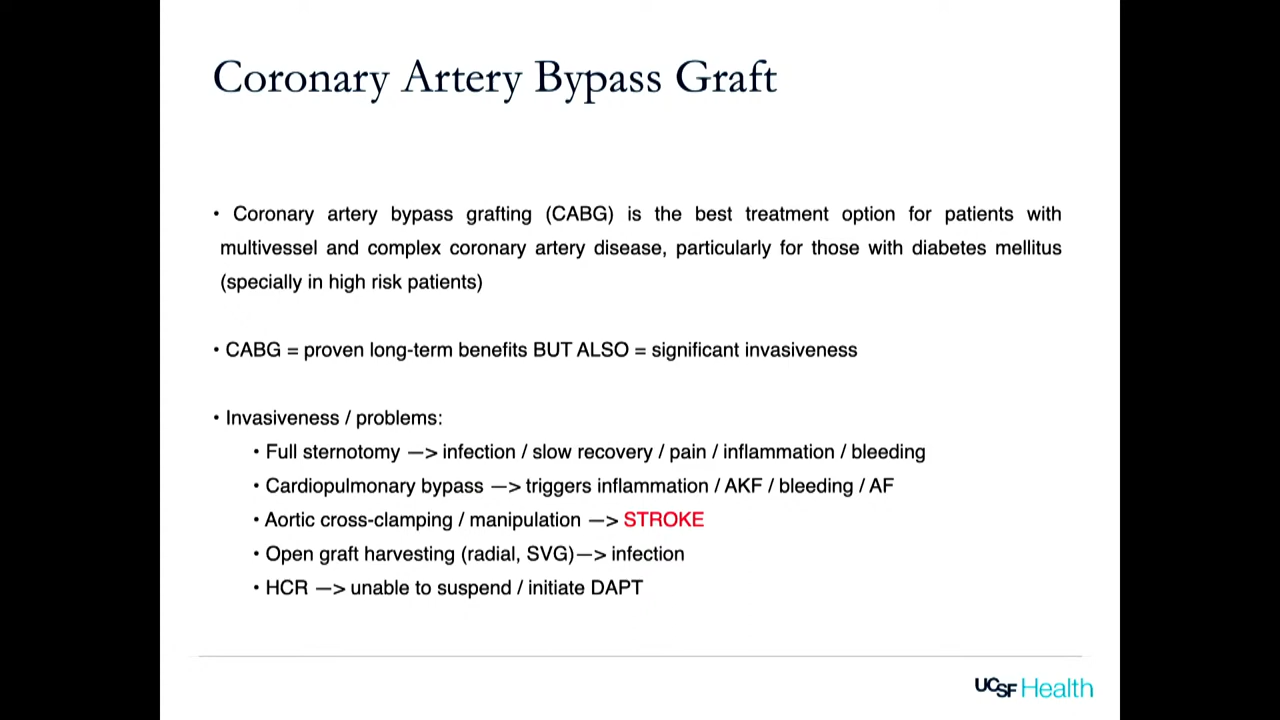 Coronary Artery Bypass Graft
• Coronary artery bypass grafting (CABG) is the best treatment option for patients with
multivessel and complex coronary artery disease, particularly for those with diabetes mellitus
(specially in high risk patients)
• CABG = proven long-term benefits BUT ALSO = significant invasiveness
• Invasiveness / problems:
• Full sternotomy —> infection / slow recovery / pain / inflammation / bleeding
• Cardiopulmonary bypass —> triggers inflammation / AKF / bleeding / AF
• Aortic cross-clamping / manipulation —> STROKE
• Open graft harvesting (radial, SVG)—> infection
• HCR —> unable to suspend / initiate DAPT
UCSF Health